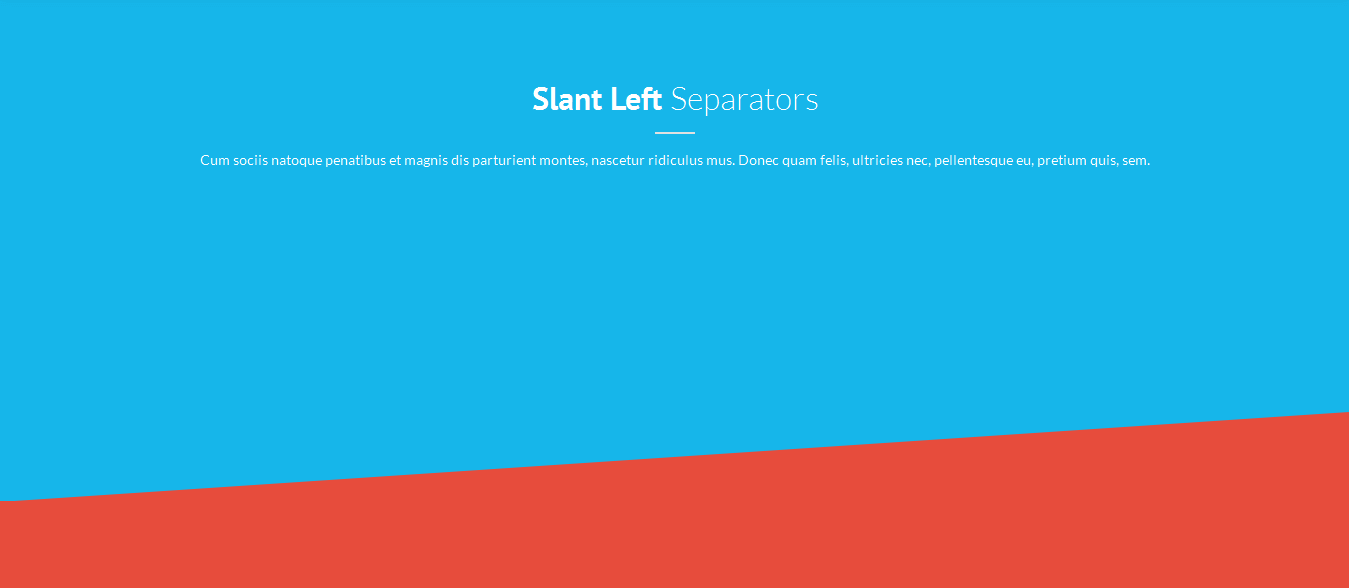 Slant Left Separators
Cum sociis natoque penatibus et magnis dis parturient montes, nascetur ridiculus mus. Donec quam felis, ultricies nec, pellentesque eu, pretium quis, sem.